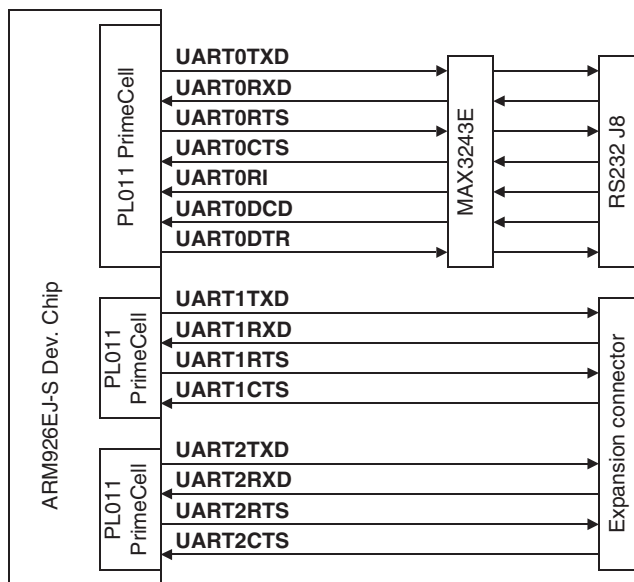 ARM926EJ-S Dev. Chip
PL011 PrimeCell
UART0TXD
UART0RXD
UART0RTS
UART0CTS
UART0RI
UART0DCD
UART0DTR
MAX3243E
RS232 J8
PL011
PrimeCell
UART1TXD
UART1RXD
UART1RTS
UART1CTS
PL011
PrimeCell
UART2TXD
UART2RXD
UART2RTS
UART2CTS
Expansion connector